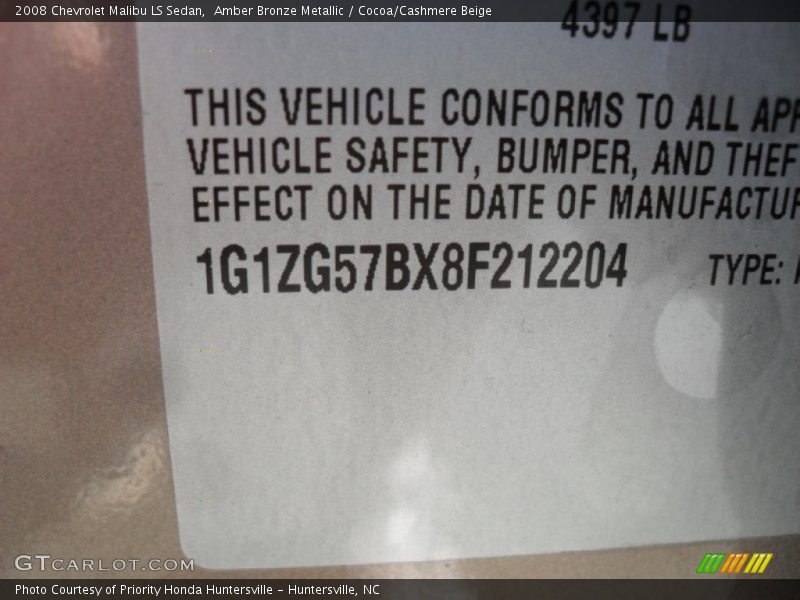 2008 Chevrolet Malibu LS Sedan,  Amber Bronze Metallic / Cocoa/Cashmere Beige
4397 LB
THIS VEHICLE CONFORMS TO ALL APP
VEHICLE SAFETY, BUMPER, AND THEF
EFFECT ON THE DATE OF MANUFACTUR
1G1ZG57BX8F212204 TYPE:
GTCARLOT.COM
Photo Courtesy of Priority Honda Huntersville – Huntersville, NC